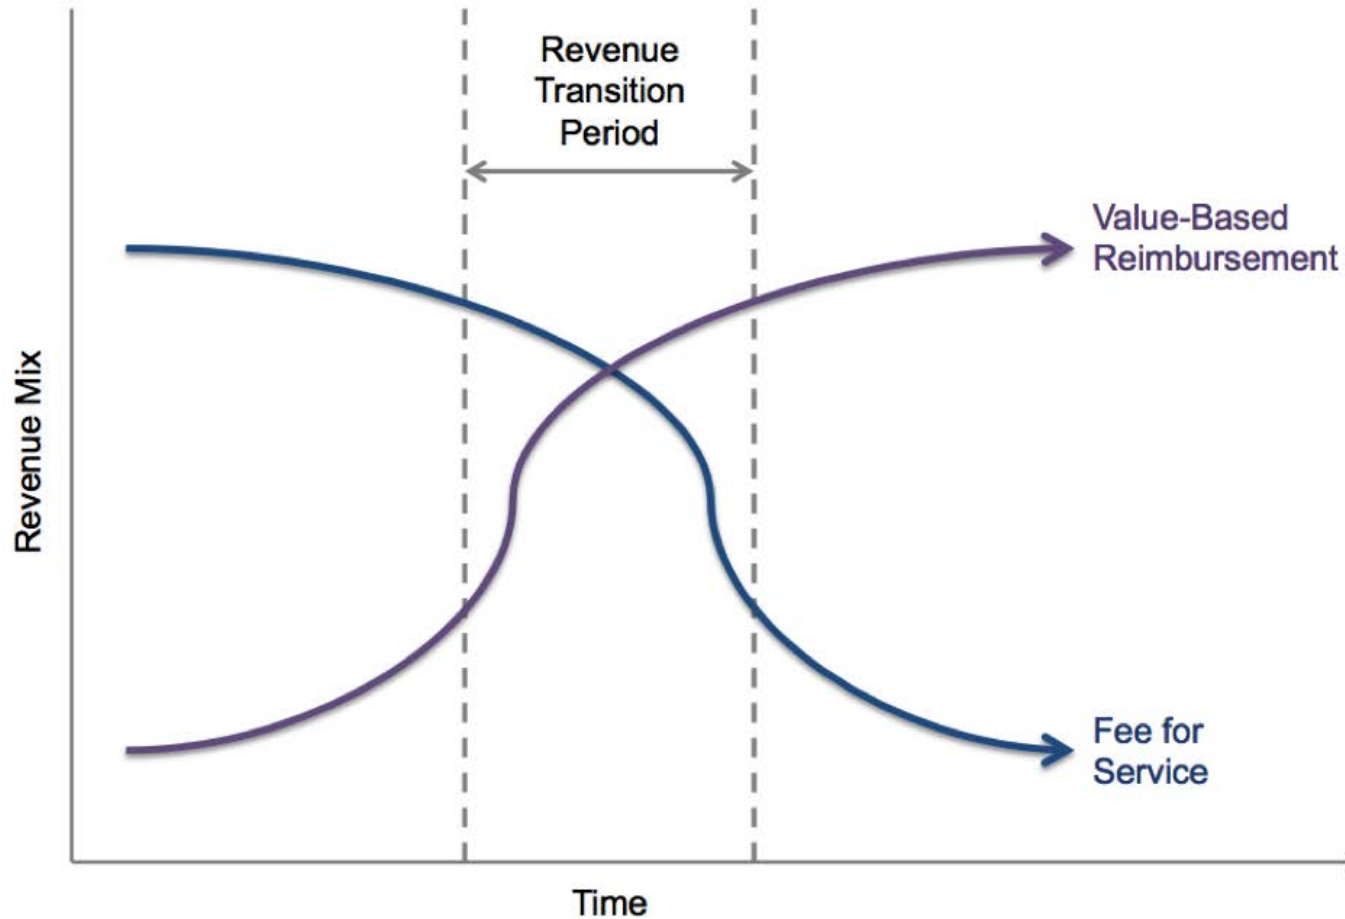 Revenue
Transition
Period
Value-Based
Reimbursement
Revenue Mix
Fee for
Service
Time